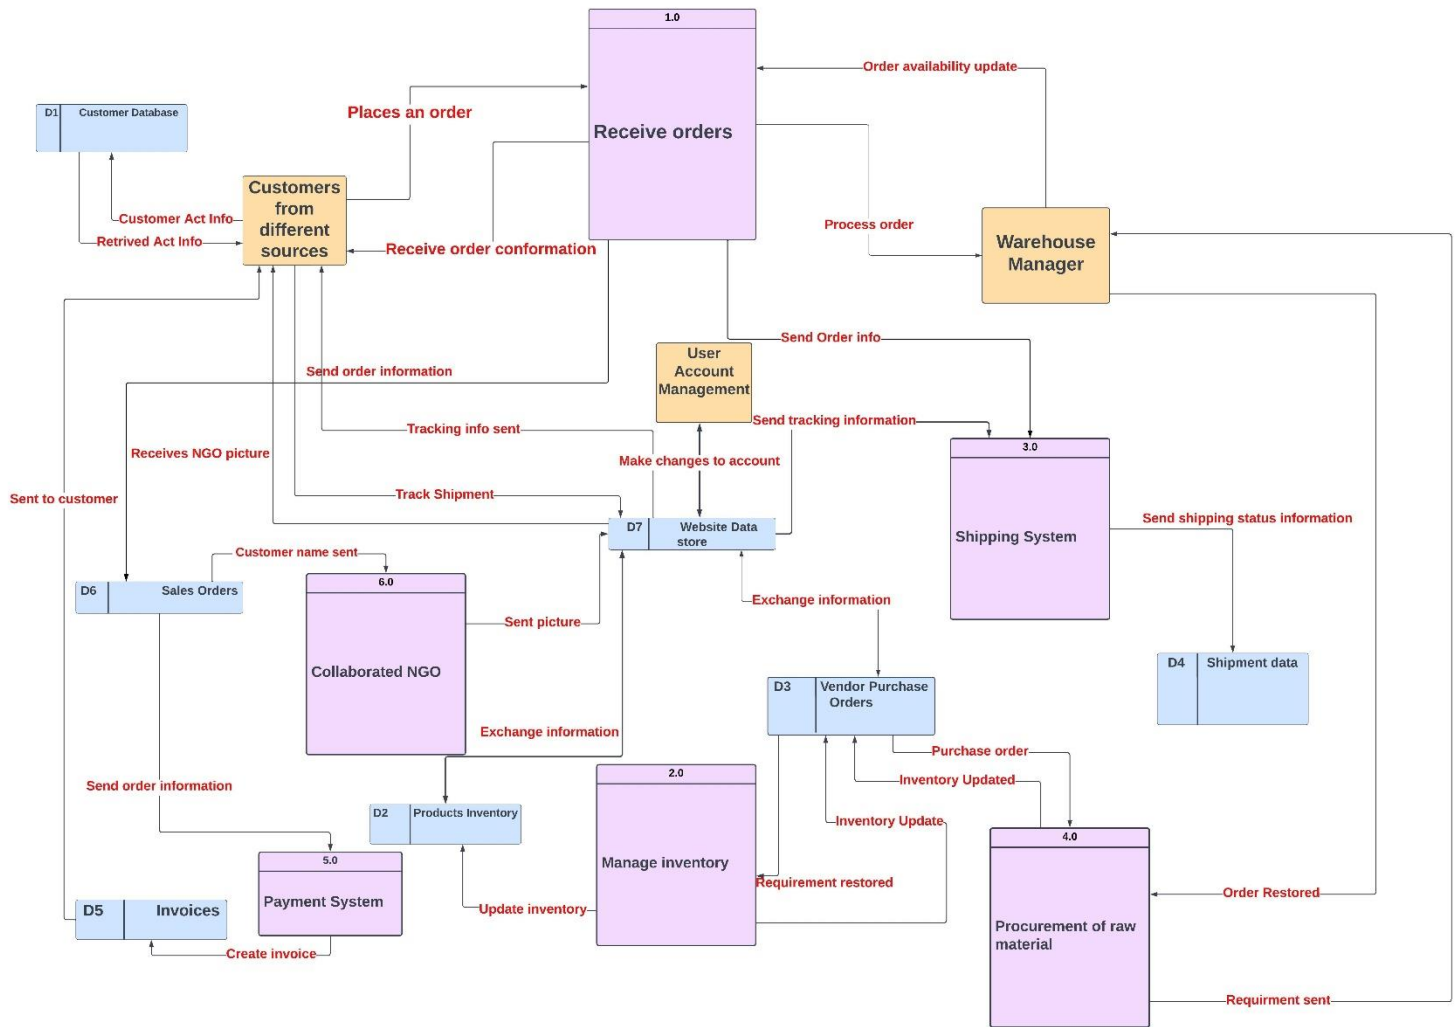 1.0
Order availability update
Places an order
D1 Customer Database
Receive orders
Customers
from
different
sources
Customer Act Info
Retrived Act Info
Receive order conformation
Process order
Warehouse
Manager
Send Order info
User
Account
Management
Send order information
Tracking info sent
Send tracking information
Receives NGO picture
Make changes to account
3.0
Sent to customer
Track Shipment
D7 Website Data
store
Send shipping status information
Shipping System
Customer name sent
6.0
D6 Sales Orders
Sent picture
Exchange information
Collaborated NGO
D4 Shipment data
D3 Vendor Purchase
Orders
Exchange information
Purchase order
2.0
Inventory Updated
Send order information
D2 Products Inventory
Inventory Update
4.0
5.0
Manage inventory
Requirement restored
Order Restored
Payment System
D5 Invoices
Update inventory
Procurement of raw
material
Create invoice
Requirment sent